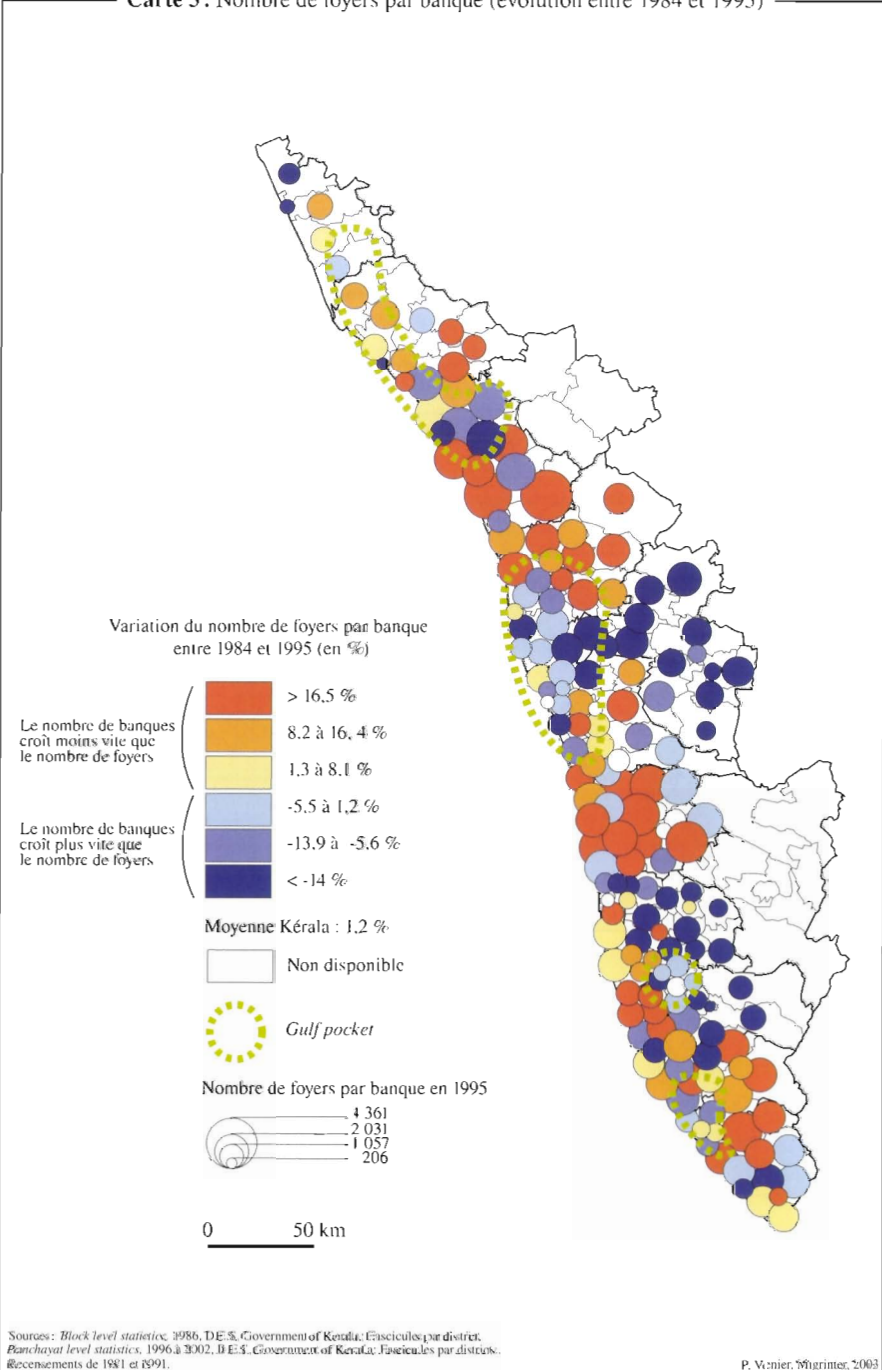 Carte 3 : Nombre de foyers par banque (évolution entre 1984 et 1995)
Variation du nombre de foyers par banque
entre 1984 et 1995 (en %)
Le nombre de banques
croît moins vite que
le nombre de foyers
> 16,5 %
8.2 à 16,4 %
1,3 à 8.1 %
Le nombre de banques
croît plus vite que
le nombre de foyers
-5,5 à 1,2 %
-13,9 à -5,6 %
< -14 %
Moyenne Kérala : 1,2 %
Non disponible
Gulf pocket
Nombre de foyers par banque en 1995
4 361
2 031
1 057
206
0 50 km
Sources : Block level statistics, 1986, D.E.S, Government of Kerala; Fascicules par district,
Panchayat level statistics, 1996 à 2002, D.E.S, Government of Kerala; Fascicules par districts.
Recensements de 1981 et 1991.
P. Venier, Migrinter, 2003